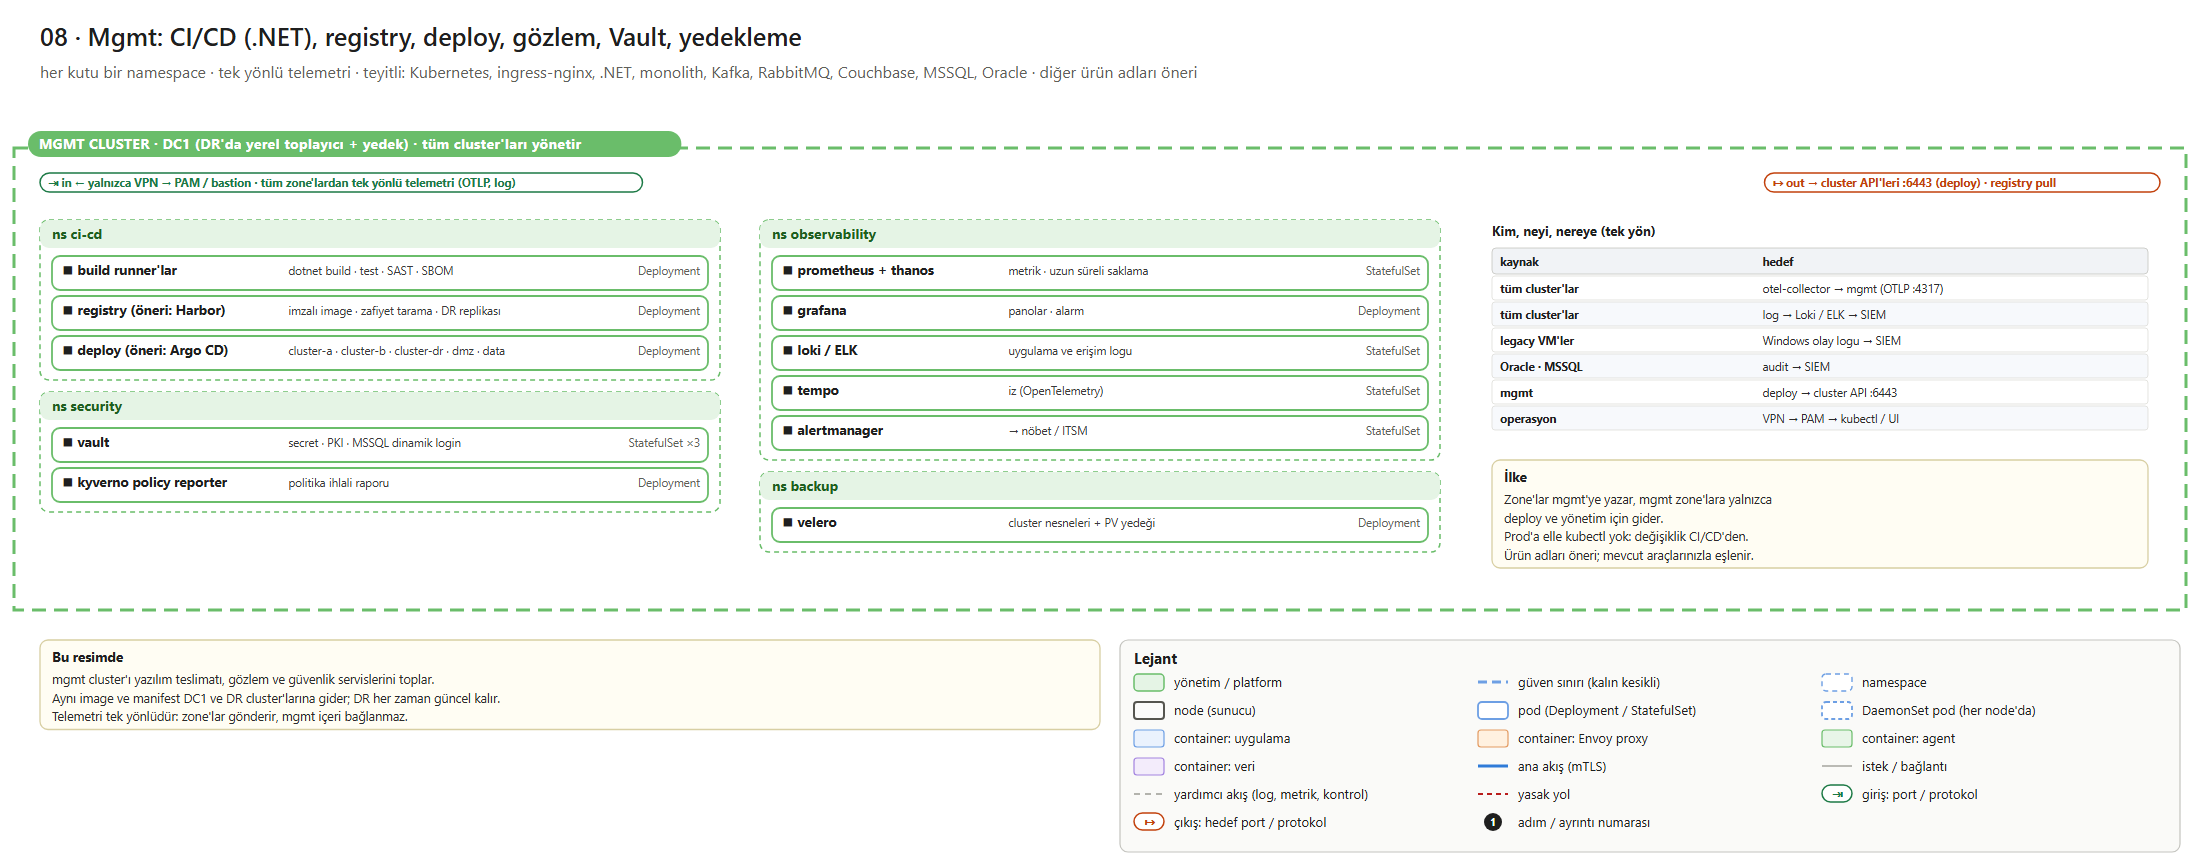 08 · Mgmt: CI/CD (.NET), registry, deploy, gözlem, Vault, yedekleme
her kutu bir namespace · tek yönlü telemetri · teyitli: Kubernetes, ingress-nginx, .NET, monolith, Kafka, RabbitMQ, Couchbase, MSSQL, Oracle · diğer ürün adları öneri
MGMT CLUSTER · DC1 (DR'da yerel toplayıcı + yedek) · tüm cluster'ları yönetir
⇥ in ← yalnızca VPN → PAM / bastion · tüm zone'lardan tek yönlü telemetri (OTLP, log)
↦ out → cluster API'leri :6443 (deploy) · registry pull
ns ci-cd
■ build runner'lar dotnet build · test · SAST · SBOM Deployment
■ registry (öneri: Harbor) imzalı image · zafiyet tarama · DR replikası Deployment
■ deploy (öneri: Argo CD) cluster-a · cluster-b · cluster-dr · dmz · data Deployment
ns security
■ vault secret · PKI · MSSQL dinamik login StatefulSet ×3
■ kyverno policy reporter politika ihlali raporu Deployment
ns observability
■ prometheus + thanos metrik · uzun süreli saklama StatefulSet
■ grafana panolar · alarm Deployment
■ loki / ELK uygulama ve erişim logu StatefulSet
■ tempo iz (OpenTelemetry) StatefulSet
■ alertmanager → nöbet / ITSM StatefulSet
ns backup
■ velero cluster nesneleri + PV yedeği Deployment
Kim, neyi, nereye (tek yön)
kaynak hedef
tüm cluster'lar otel-collector → mgmt (OTLP :4317)
tüm cluster'lar log → Loki / ELK → SIEM
legacy VM'ler Windows olay logu → SIEM
Oracle · MSSQL audit → SIEM
mgmt deploy → cluster API :6443
operasyon VPN → PAM → kubectl / UI
İlke
Zone'lar mgmt'ye yazar, mgmt zone'lara yalnızca
deploy ve yönetim için gider.
Prod'a elle kubectl yok: değişiklik CI/CD'den.
Ürün adları öneri; mevcut araçlarınızla eşlenir.
Bu resimde
mgmt cluster'ı yazılım teslimatı, gözlem ve güvenlik servislerini toplar.
Aynı image ve manifest DC1 ve DR cluster'larına gider; DR her zaman güncel kalır.
Telemetri tek yönlüdür: zone'lar gönderir, mgmt içeri bağlanmaz.
Lejant
yönetim / platform güven sınırı (kalın kesikli) namespace
node (sunucu) pod (Deployment / StatefulSet) DaemonSet pod (her node'da)
container: uygulama container: Envoy proxy container: agent
container: veri ana akış (mTLS) istek / bağlantı
yardımcı akış (log, metrik, kontrol) yasak yol ⇥ giriş: port / protokol
↦ çıkış: hedef port / protokol 1 adım / ayrıntı numarası